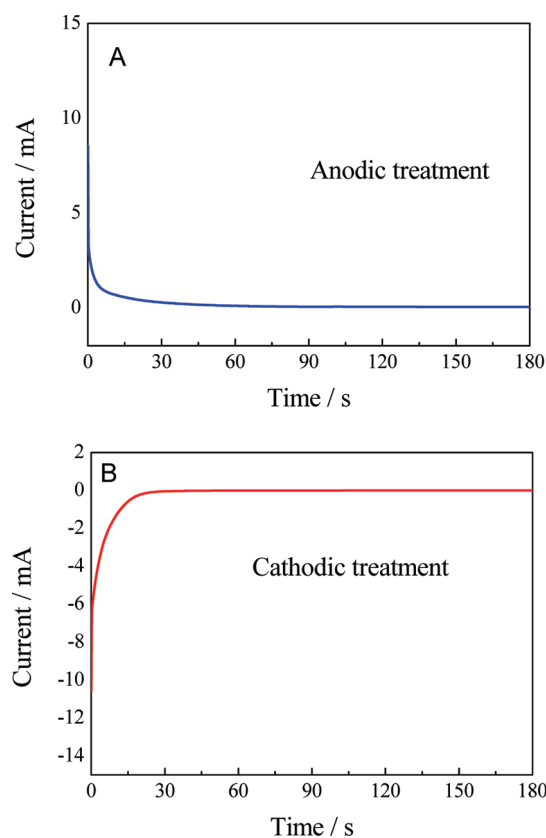 15
A
10
Anodic treatment
5
0
Current / mA
0 30 60 90 120 150 180
Time / s
2
B
0
-2
-4
Cathodic treatment
-6
-8
-10
-12
-14
Current / mA
0 30 60 90 120 150 180
Time / s